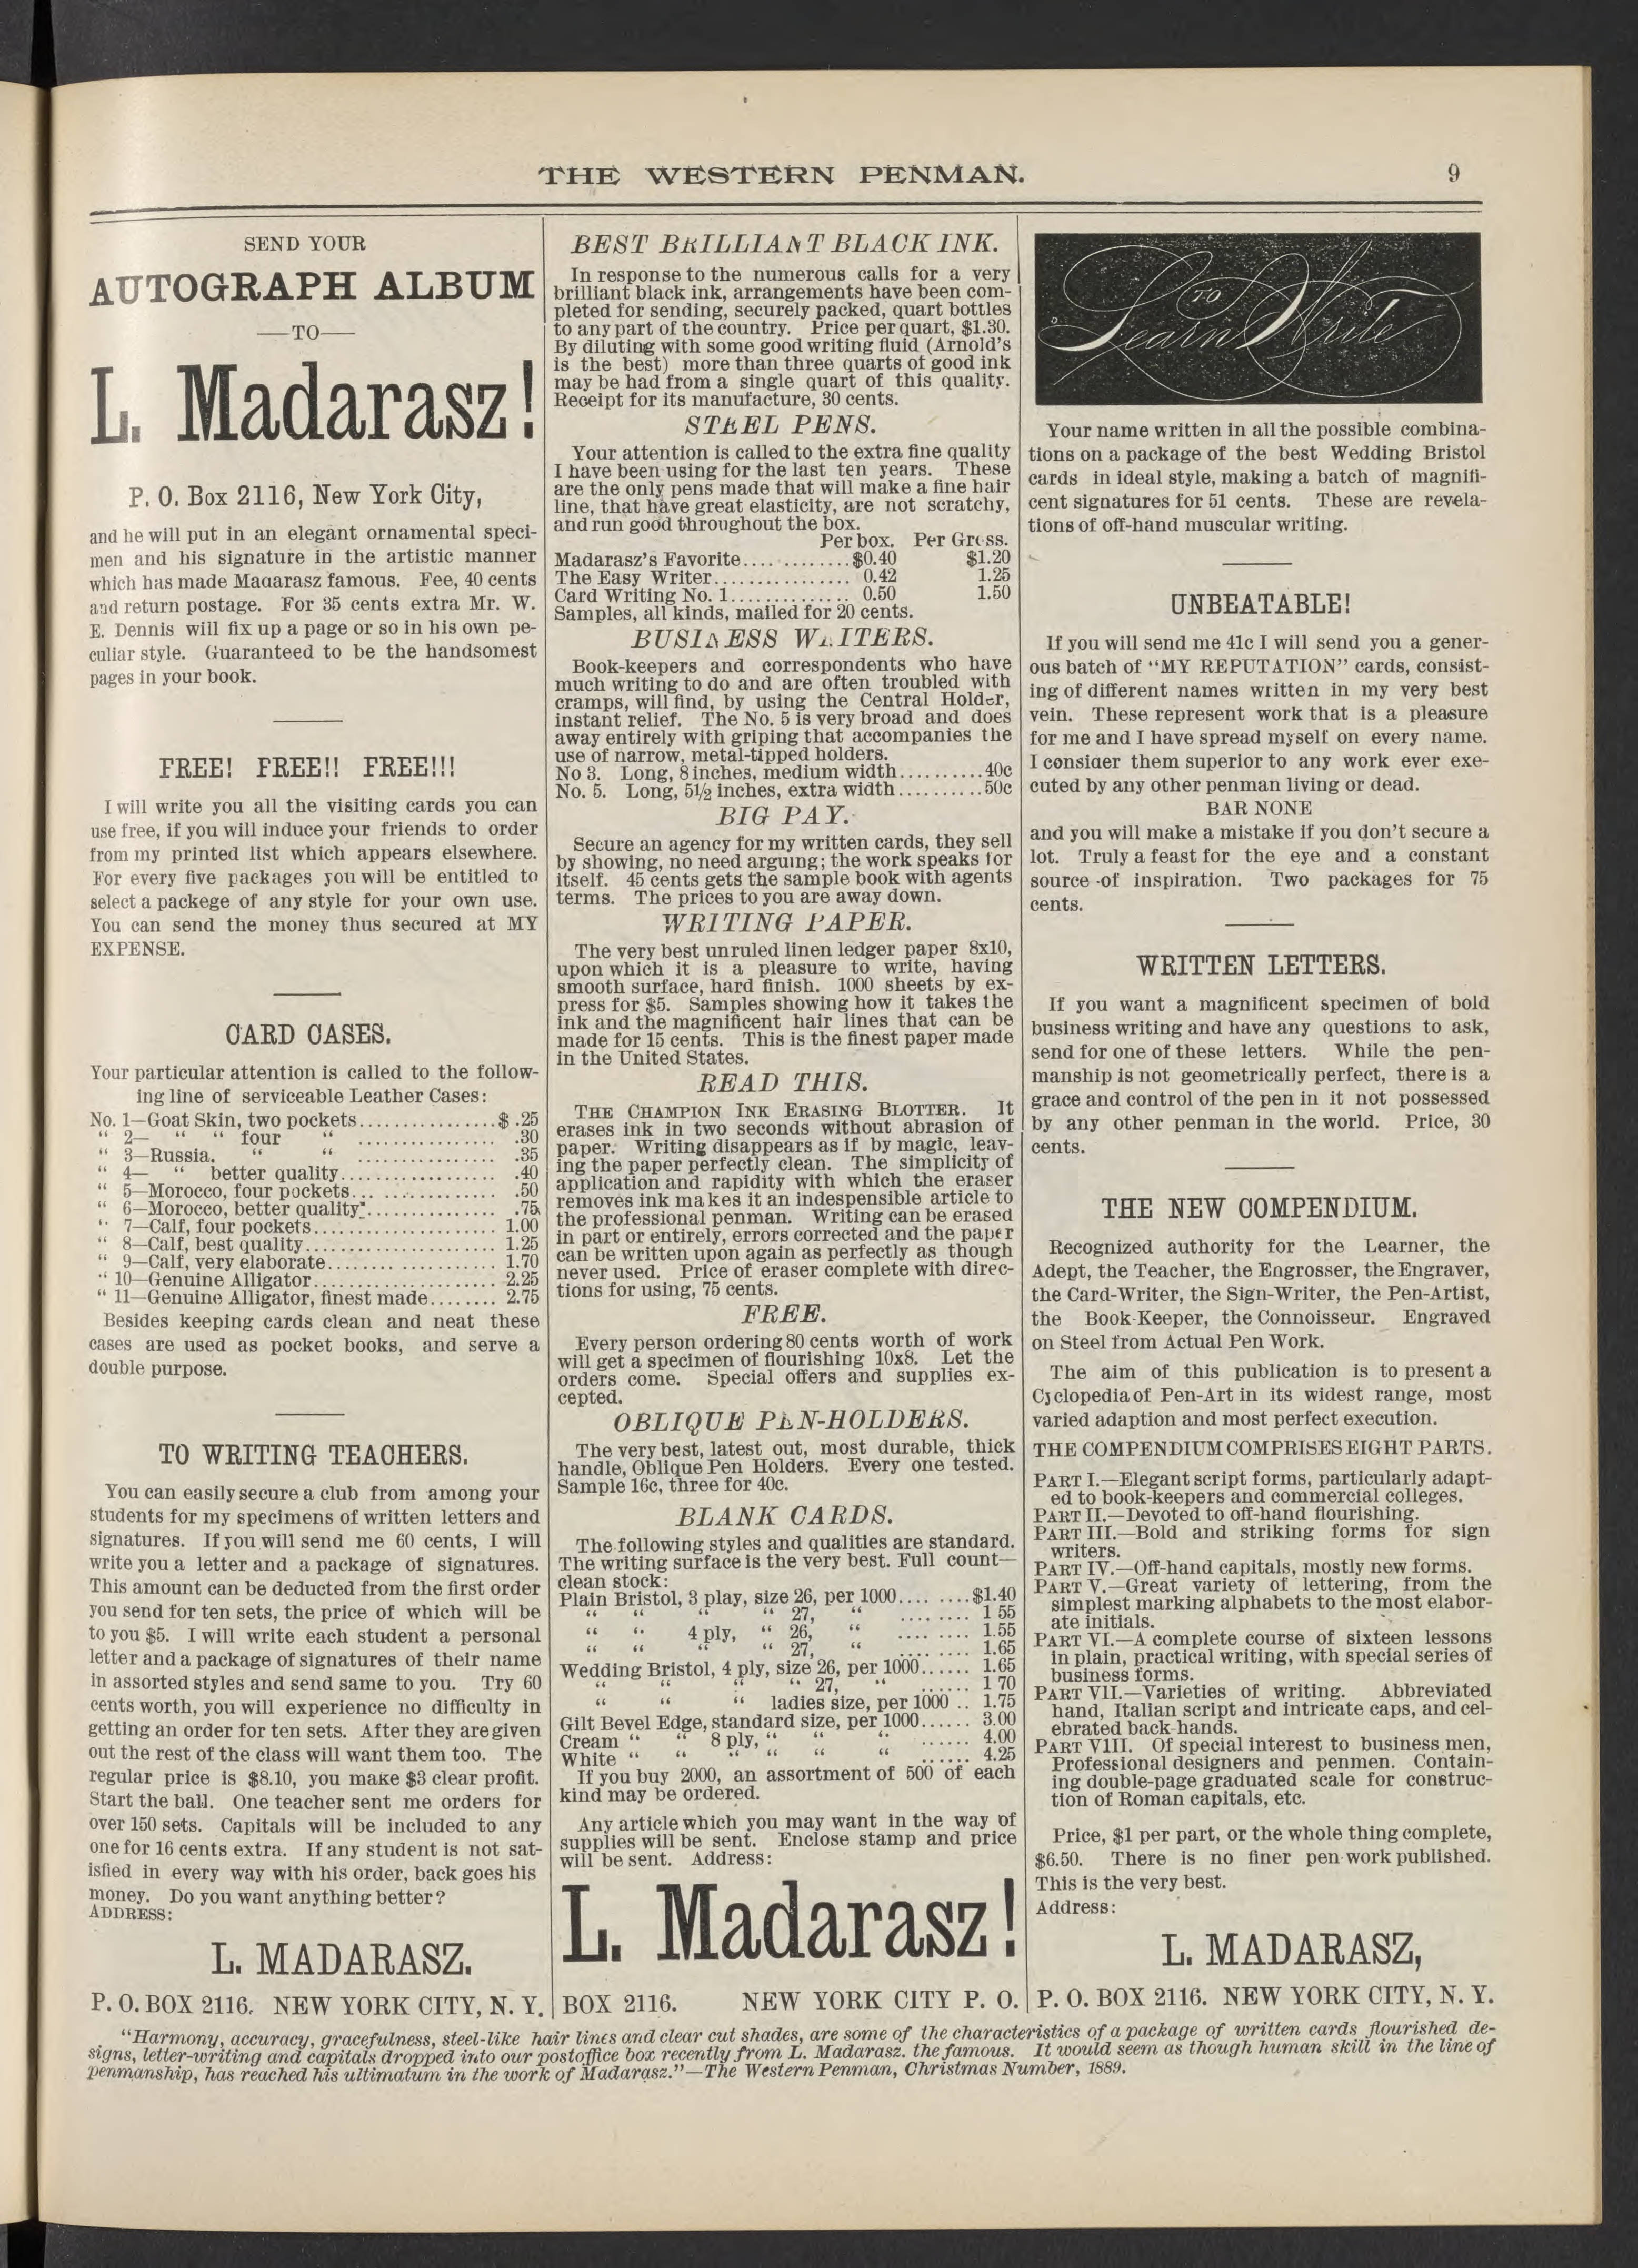 THE WESTERN PENMAN.
9
SEND YOUR
AUTOGRAPH ALBUM
—TO—
L. Madarasz!
P. O. Box 2116, New York City,
and he will put in an elegant ornamental speci-
men and his signature in the artistic manner
which has made Madarasz famous. Fee, 40 cents
and return postage. For 35 cents extra Mr. W.
E. Dennis will fix up a page or so in his own pe-
culiar style. Guaranteed to be the handsomest
pages in your book.
FREE! FREE!! FREE!!!
I will write you all the visiting cards you can
use free, if you will induce your friends to order
from my printed list which appears elsewhere.
For every five packages you will be entitled to
select a packege of any style for your own use.
You can send the money thus secured at MY
EXPENSE.
CARD CASES.
Your particular attention is called to the follow-
ing line of serviceable Leather Cases:
No. 1—Goat Skin, two pockets................$ .25
“ 2— “ “ four “ ................ .30
“ 3—Russia. “ “ ................ .35
“ 4— “ better quality................... .40
“ 5—Morocco, four pockets... ............. .50
“ 6—Morocco, better quality................ .75
“ 7—Calf, four pockets..................... 1.00
“ 8—Calf, best quality...................... 1.25
“ 9—Calf, very elaborate................... 1.70
“ 10—Genuine Alligator..................... 2.25
“ 11—Genuine Alligator, finest made........ 2.75
Besides keeping cards clean and neat these
cases are used as pocket books, and serve a
double purpose.
TO WRITING TEACHERS.
You can easily secure a club from among your
students for my specimens of written letters and
signatures. If you will send me 60 cents, I will
write you a letter and a package of signatures.
This amount can be deducted from the first order
you send for ten sets, the price of which will be
to you $5. I will write each student a personal
letter and a package of signatures of their name
in assorted styles and send same to you. Try 60
cents worth, you will experience no difficulty in
getting an order for ten sets. After they are given
out the rest of the class will want them too. The
regular price is $8.10, you make $3 clear profit.
Start the ball. One teacher sent me orders for
over 150 sets. Capitals will be included to any
one for 16 cents extra. If any student is not sat-
isfied in every way with his order, back goes his
money. Do you want anything better?
ADDRESS:
L. MADARASZ.
P. O. BOX 2116. NEW YORK CITY, N. Y.
BEST BRILLIANT BLACK INK.
In response to the numerous calls for a very
brilliant black ink, arrangements have been com-
pleted for sending, securely packed, quart bottles
to any part of the country. Price per quart, $1.30.
By diluting with some good writing fluid (Arnold's
is the best) more than three quarts of good ink
may be had from a single quart of this quality.
Receipt for its manufacture, 30 cents.
STEEL PENS.
Your attention is called to the extra fine quality
I have been using for the last ten years. These
are the only pens made that will make a fine hair
line, that have great elasticity, are not scratchy,
and run good throughout the box.
Per box. Per Gross.
Madarasz's Favorite.... .........$0.40 $1.20
The Easy Writer................ 0.42 1.25
Card Writing No. 1.............. 0.50 1.50
Samples, all kinds, mailed for 20 cents.
BUSINESS WRITERS.
Book-keepers and correspondents who have
much writing to do and are often troubled with
cramps, will find, by using the Central Holder,
instant relief. The No. 5 is very broad and does
away entirely with griping that accompanies the
use of narrow, metal-tipped holders.
No 3. Long, 8 inches, medium width..........40c
No. 5. Long, 5½ inches, extra width..........50c
BIG PAY.
Secure an agency for my written cards, they sell
by showing, no need arguing; the work speaks for
itself. 45 cents gets the sample book with agents
terms. The prices to you are away down.
WRITING PAPER.
The very best unruled linen ledger paper 8x10,
upon which it is a pleasure to write, having
smooth surface, hard finish. 1000 sheets by ex-
press for $5. Samples showing how it takes the
ink and the magnificent hair lines that can be
made for 15 cents. This is the finest paper made
in the United States.
READ THIS.
THE CHAMPION INK ERASING BLOTTER. It
erases ink in two seconds without abrasion of
paper. Writing disappears as if by magic, leav-
ing the paper perfectly clean. The simplicity of
application and rapidity with which the eraser
removes ink makes it an indespensible article to
the professional penman. Writing can be erased
in part or entirely, errors corrected and the paper
can be written upon again as perfectly as though
never used. Price of eraser complete with direc-
tions for using, 75 cents.
FREE.
Every person ordering 80 cents worth of work
will get a specimen of flourishing 10x8. Let the
orders come. Special offers and supplies ex-
cepted.
OBLIQUE PEN-HOLDERS.
The very best, latest out, most durable, thick
handle, Oblique Pen Holders. Every one tested.
Sample 16c, three for 40c.
BLANK CARDS.
The following styles and qualities are standard.
The writing surface is the very best. Full count—
clean stock:
Plain Bristol, 3 play, size 26, per 1000.... ....$1.40
“ “ “ “ 27, “ .... .... 1 55
“ “ 4 ply, “ 26, “ .... .... 1.55
“ “ “ “ 27, “ .... .... 1.65
Wedding Bristol, 4 ply, size 26, per 1000...... 1.65
“ “ “ “ 27, “ ...... 1 70
“ “ “ ladies size, per 1000 .. 1.75
Gilt Bevel Edge, standard size, per 1000...... 3.00
Cream “ “ 8 ply, “ “ “ ...... 4.00
White “ “ “ “ “ “ ...... 4.25
If you buy 2000, an assortment of 500 of each
kind may be ordered.
Any article which you may want in the way of
supplies will be sent. Enclose stamp and price
will be sent. Address:
L. Madarasz!
BOX 2116. NEW YORK CITY P. O.
Learn TO Write
Your name written in all the possible combina-
tions on a package of the best Wedding Bristol
cards in ideal style, making a batch of magnifi-
cent signatures for 51 cents. These are revela-
tions of off-hand muscular writing.
UNBEATABLE!
If you will send me 41c I will send you a gener-
ous batch of “MY REPUTATION” cards, consist-
ing of different names written in my very best
vein. These represent work that is a pleasure
for me and I have spread myself on every name.
I consider them superior to any work ever exe-
cuted by any other penman living or dead.
BAR NONE
and you will make a mistake if you don't secure a
lot. Truly a feast for the eye and a constant
source of inspiration. Two packages for 75
cents.
WRITTEN LETTERS.
If you want a magnificent specimen of bold
business writing and have any questions to ask,
send for one of these letters. While the pen-
manship is not geometrically perfect, there is a
grace and control of the pen in it not possessed
by any other penman in the world. Price, 30
cents.
THE NEW COMPENDIUM.
Recognized authority for the Learner, the
Adept, the Teacher, the Engrosser, the Engraver,
the Card-Writer, the Sign-Writer, the Pen-Artist,
the Book-Keeper, the Connoisseur. Engraved
on Steel from Actual Pen Work.
The aim of this publication is to present a
Cyclopedia of Pen-Art in its widest range, most
varied adaption and most perfect execution.
THE COMPENDIUM COMPRISES EIGHT PARTS.
PART I.—Elegant script forms, particularly adapt-
ed to book-keepers and commercial colleges.
PART II.—Devoted to off-hand flourishing.
PART III.—Bold and striking forms for sign
writers.
PART IV.—Off-hand capitals, mostly new forms.
PART V.—Great variety of lettering, from the
simplest marking alphabets to the most elabor-
ate initials.
PART VI.—A complete course of sixteen lessons
in plain, practical writing, with special series of
business forms.
PART VII.—Varieties of writing. Abbreviated
hand, Italian script and intricate caps, and cel-
ebrated back-hands.
PART VIII. Of special interest to business men,
Professional designers and penmen. Contain-
ing double-page graduated scale for construc-
tion of Roman capitals, etc.
Price, $1 per part, or the whole thing complete,
$6.50. There is no finer pen-work published.
This is the very best.
Address:
L. MADARASZ,
P. O. BOX 2116. NEW YORK CITY, N. Y.
“Harmony, accuracy, gracefulness, steel-like hair lines and clear cut shades, are some of the characteristics of a package of written cards flourished de-
signs, letter-writing and capitals dropped into our postoffice box recently from L. Madarasz. the famous. It would seem as though human skill in the line of
penmanship, has reached his ultimatum in the work of Madarasz.”—The Western Penman, Christmas Number, 1889.